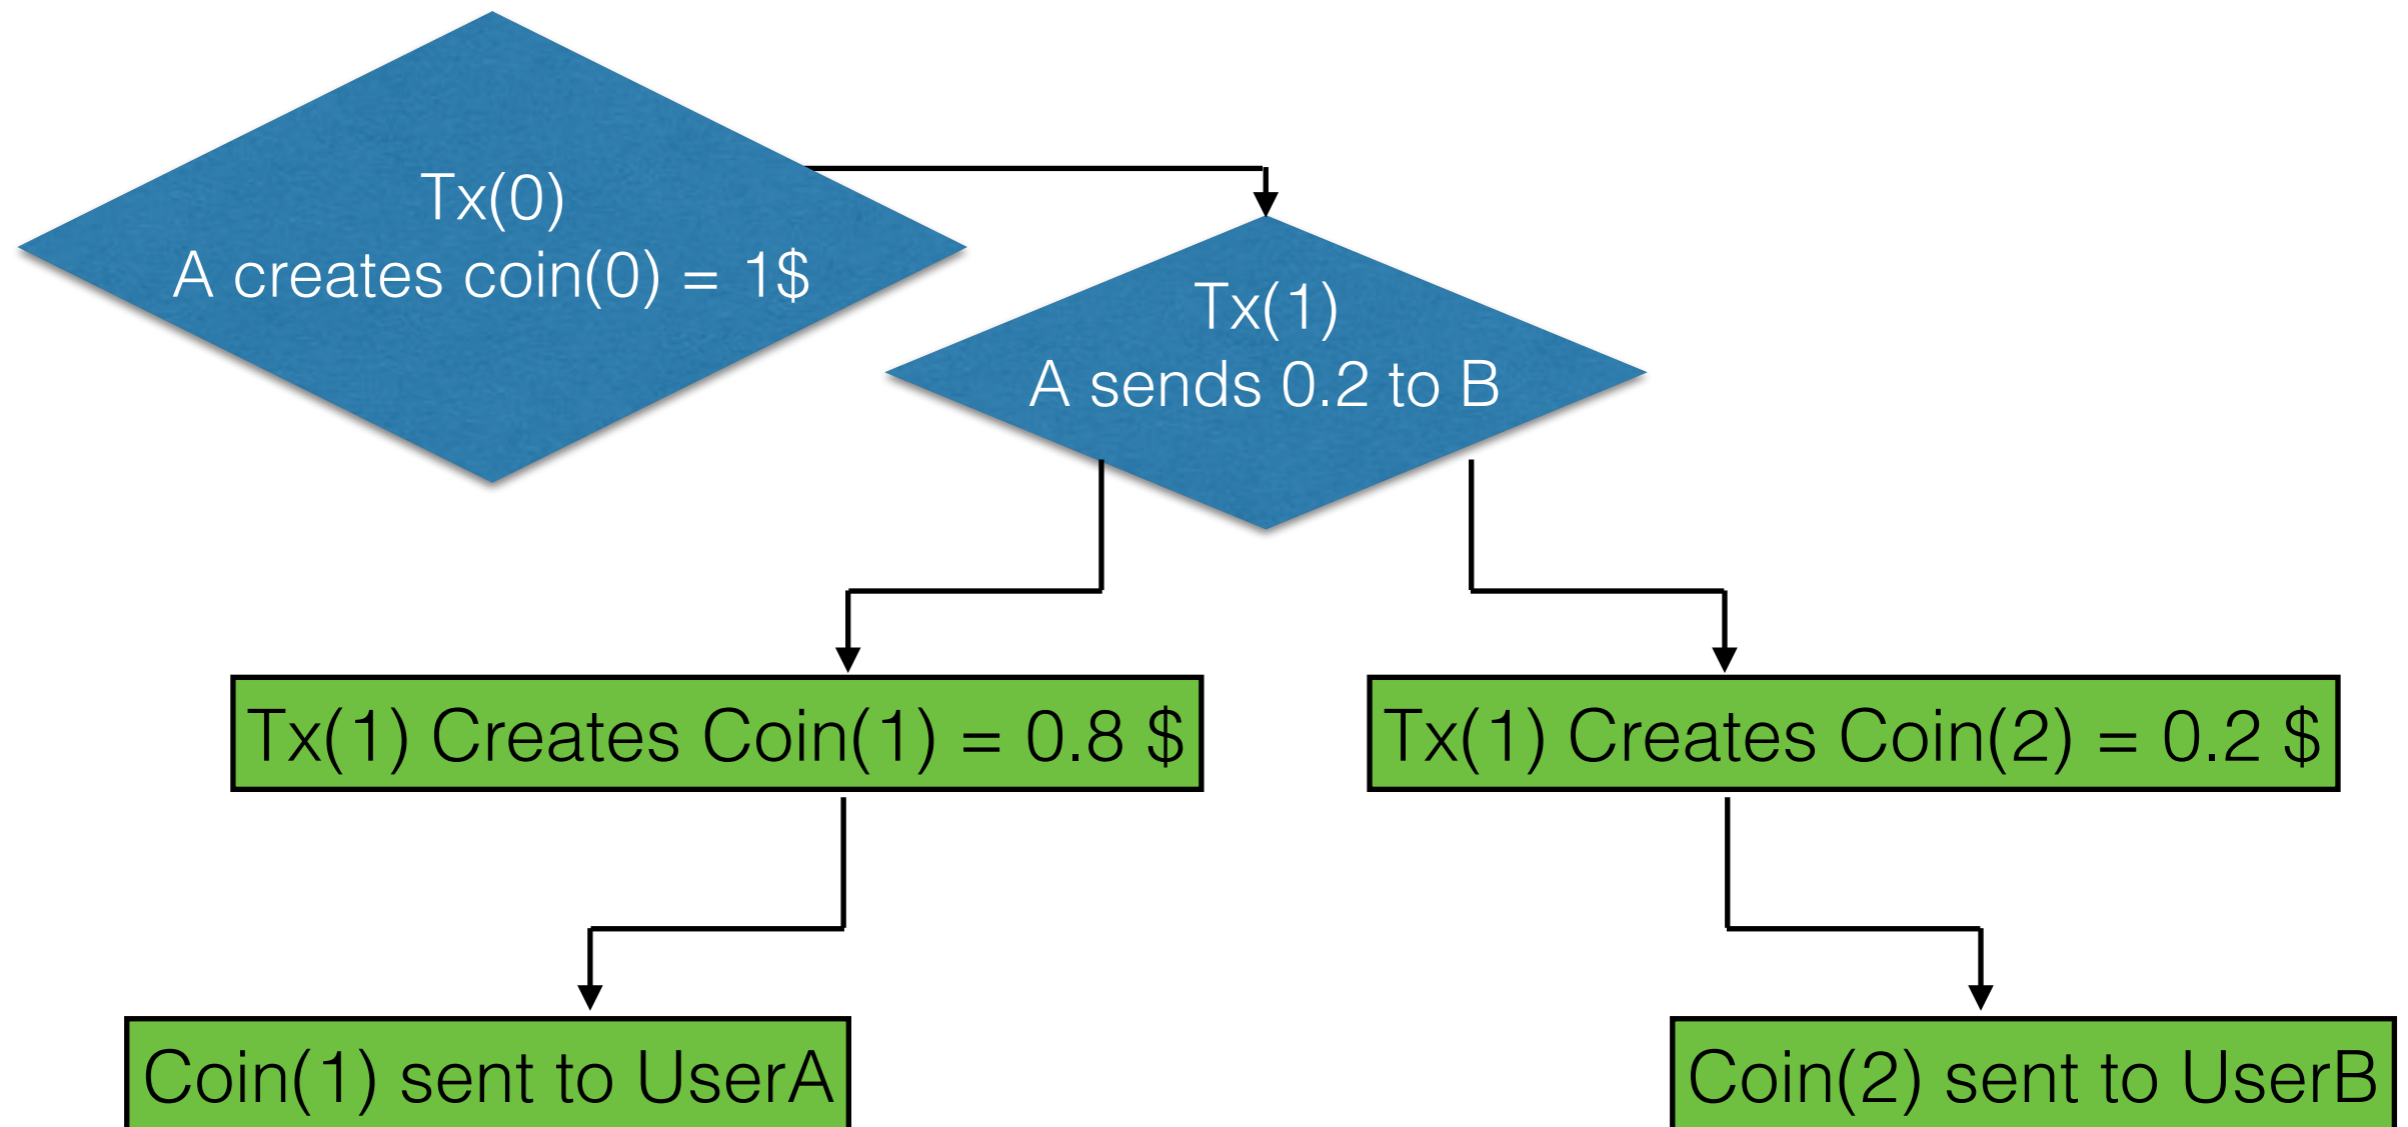 Tx(0)
A creates coin(0) = 1$
Tx(1)
A sends 0.2 to B
Tx(1) Creates Coin(1) = 0.8 $
Tx(1) Creates Coin(2) = 0.2 $
Coin(1) sent to UserA
Coin(2) sent to UserB